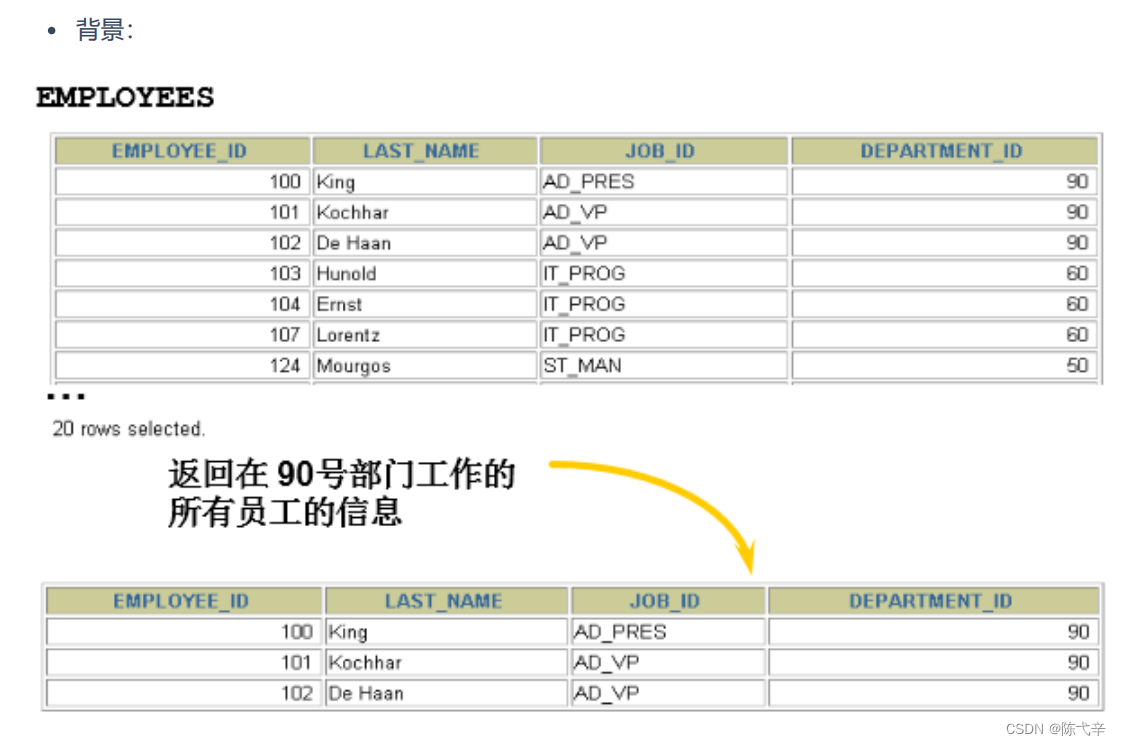 • 背景：
EMPLOYEES
EMPLOYEE_ID LAST_NAME JOB_ID DEPARTMENT_ID
100 King AD_PRES 90
101 Kochhar AD_VP 90
102 De Haan AD_VP 90
103 Hunold IT_PROG 60
104 Ernst IT_PROG 60
107 Lorentz IT_PROG 60
124 Mourgos ST_MAN 50
...
20 rows selected.
返回在 90号部门工作的
所有员工的信息
EMPLOYEE_ID LAST_NAME JOB_ID DEPARTMENT_ID
100 King AD_PRES 90
101 Kochhar AD_VP 90
102 De Haan AD_VP 90
CSDN @陈弋辛